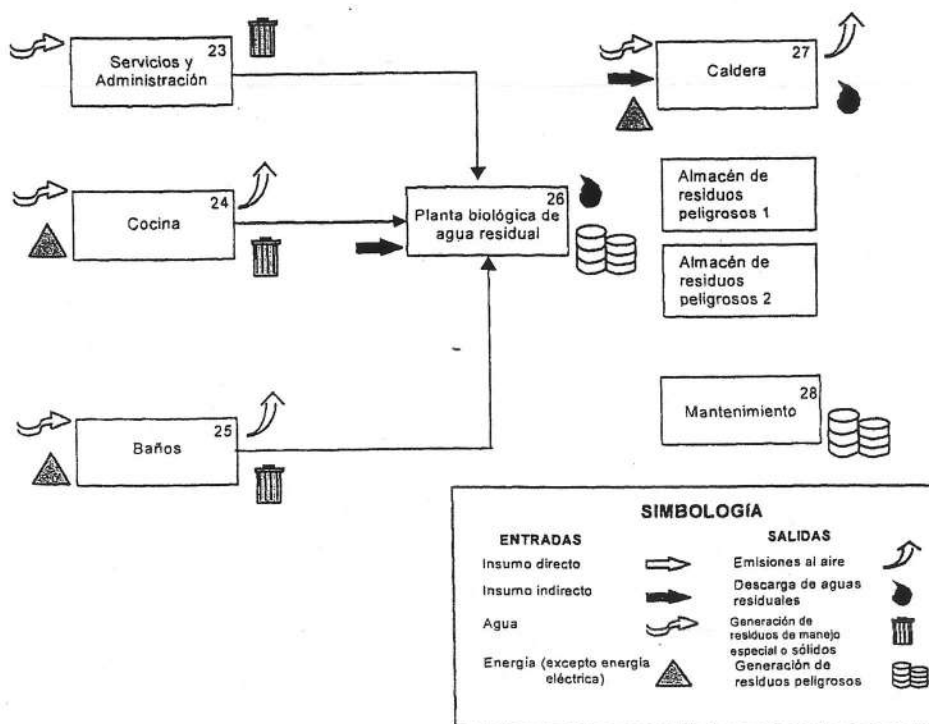 23
Servicios y
Administración
27
Caldera
24
Cocina
26
Planta biológica de
agua residual
Almacén de
residuos
peligrosos 1
Almacén de
residuos
peligrosos 2
25
Baños
28
Mantenimiento
SIMBOLOGÍA
ENTRADAS
SALIDAS
Insumo directo
Emisiones al aire
Insumo indirecto
Descarga de aguas
residuales
Agua
Generación de
residuos de manejo
especial o sólidos
Energía (excepto energía
eléctrica)
Generación de
residuos peligrosos